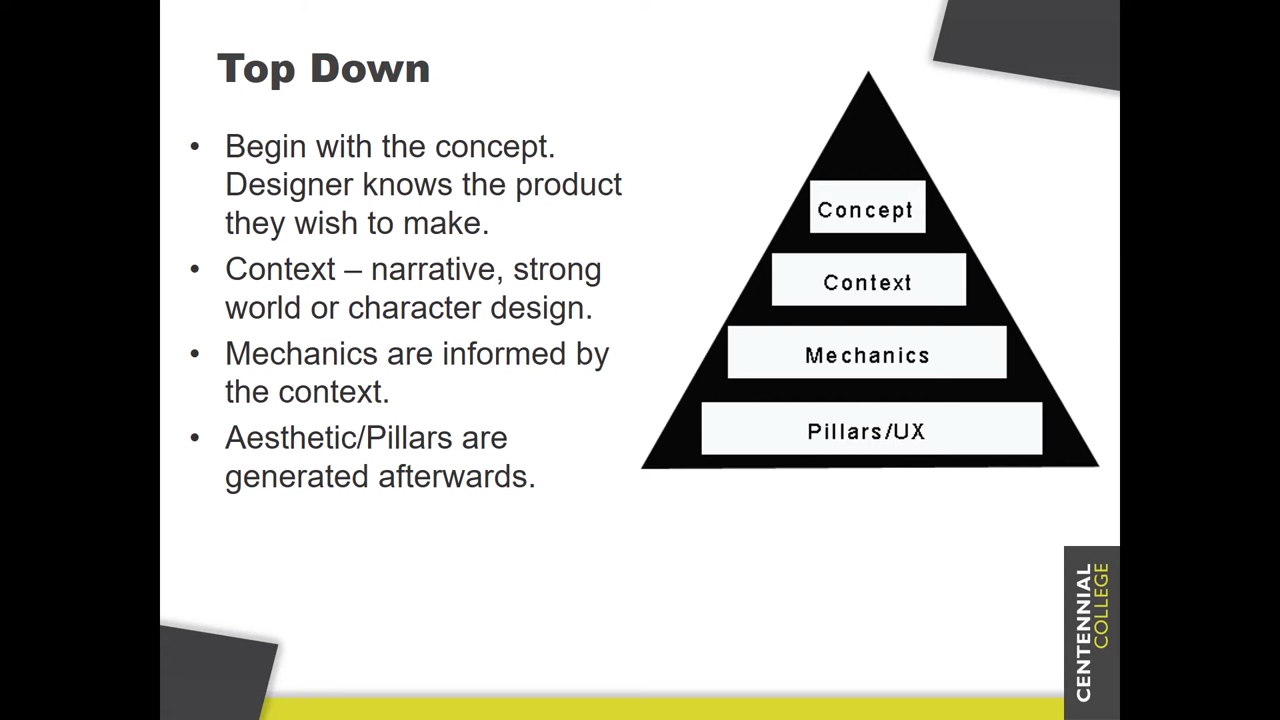 Top Down
• Begin with the concept.
Designer knows the product
they wish to make.
• Context – narrative, strong
world or character design.
• Mechanics are informed by
the context.
• Aesthetic/Pillars are
generated afterwards.
Concept
Context
Mechanics
Pillars/UX
CENTENNIAL
COLLEGE